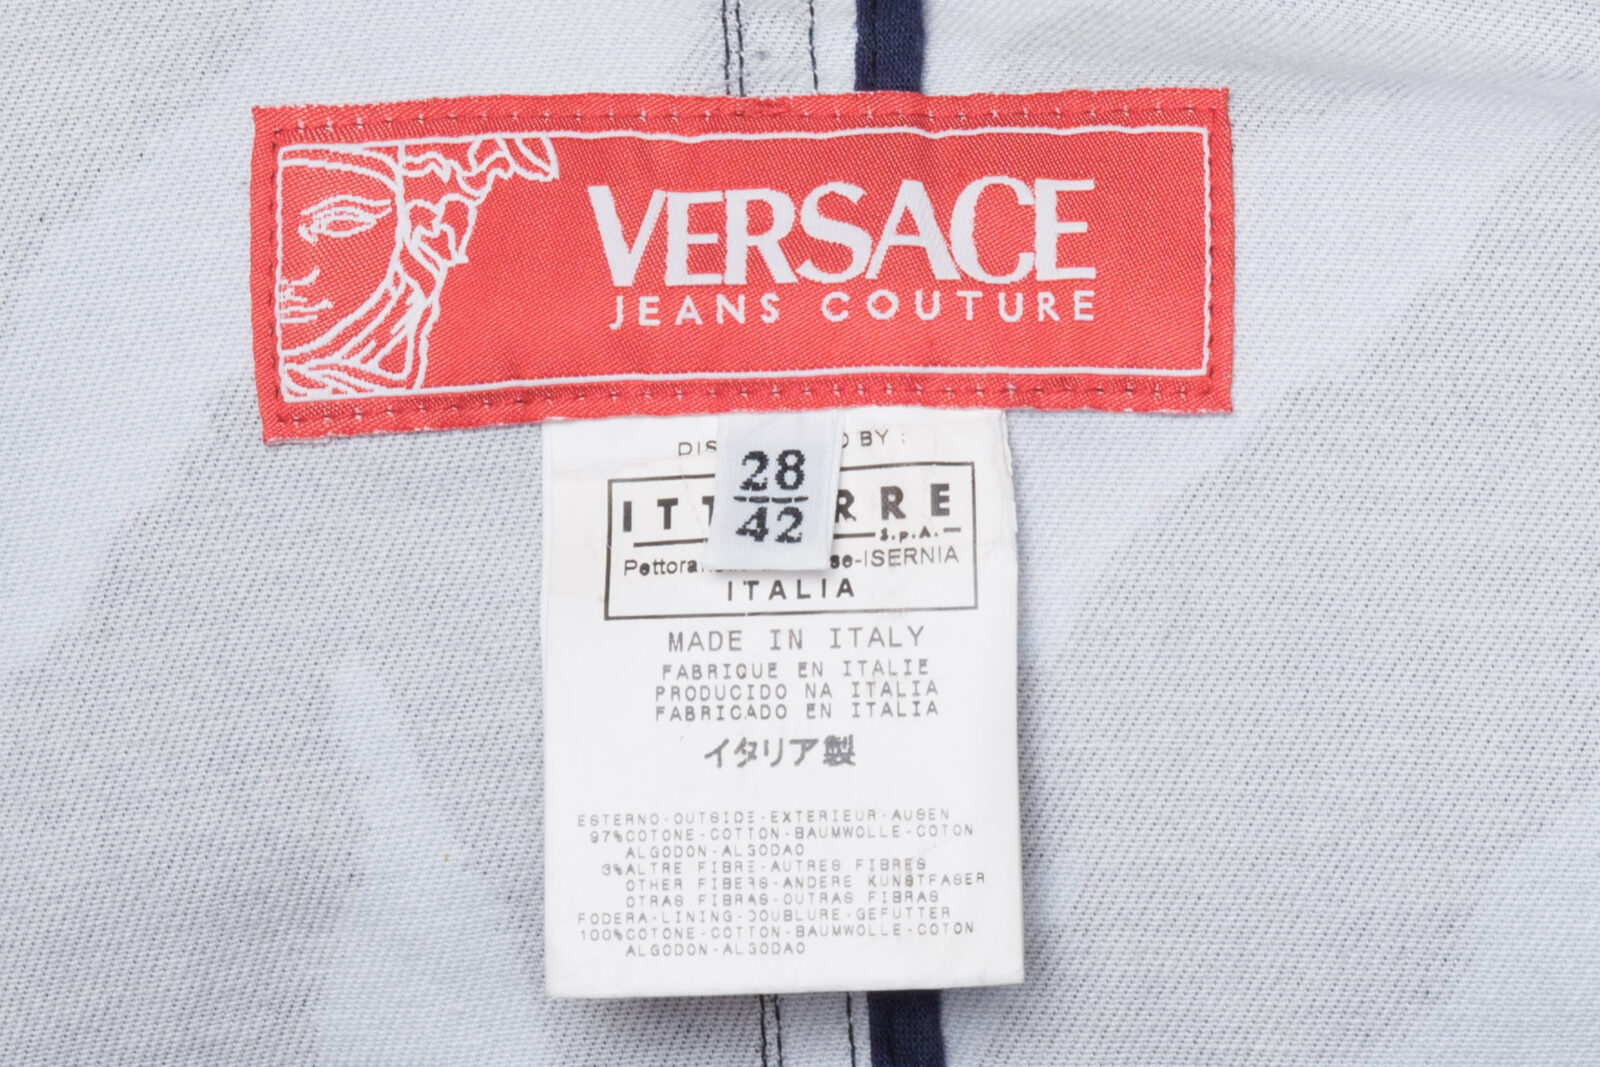 VERSACE
JEANS COUTURE
BY :
28
42
S.p.A.
ISERNIA
ITALIA
MADE IN ITALY
FABRIQUE EN ITALIE
PRODUCIDO NA ITALIA
FABRICADO EN ITALIA
イタリア製
ESTERNO-OUTSIDE-EXTERIEUR-AUSEN
97%COTONE-COTTON-BAUMWOLLE-COTON
ALGODON-ALGODAO
3%ALTRE FIBRE-AUTRES FIBRES
OTHER FIBERS-ANDERE KUNSTFASER
OTRAS FIBRAS-OUTRAS FIBRAS
FODERA-LINING-DOUBLURE-GEFUTTER
100%COTONE-COTTON-BAUMWOLLE-COTON
ALGODON-ALGODAO